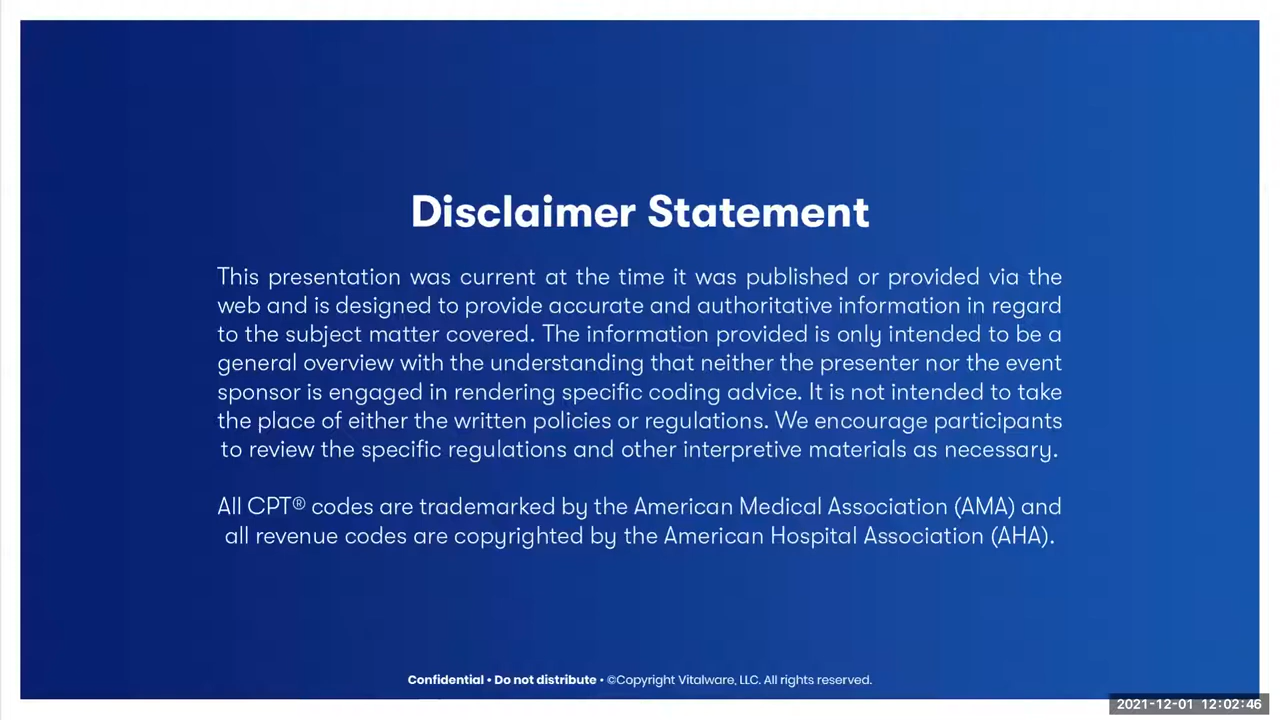 Disclaimer Statement
This presentation was current at the time it was published or provided via the
web and is designed to provide accurate and authoritative information in regard
to the subject matter covered. The information provided is only intended to be a
general overview with the understanding that neither the presenter nor the event
sponsor is engaged in rendering specific coding advice. It is not intended to take
the place of either the written policies or regulations. We encourage participants
to review the specific regulations and other interpretive materials as necessary.
All CPT® codes are trademarked by the American Medical Association (AMA) and
all revenue codes are copyrighted by the American Hospital Association (AHA).
Confidential • Do not distribute • ©Copyright Vitalware, LLC. All rights reserved.
2021-12-01 12:02:46